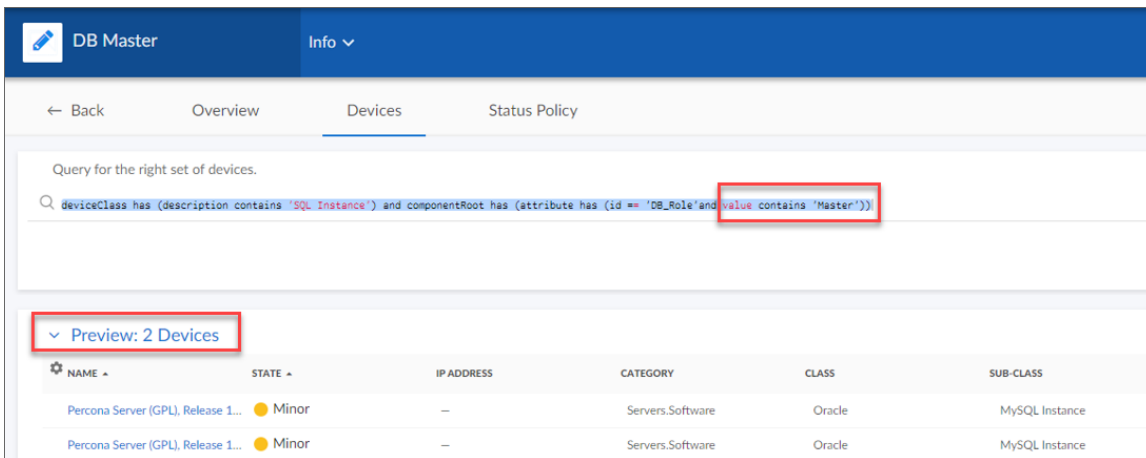 DB Master Info
← Back Overview Devices Status Policy
Query for the right set of devices.
deviceClass has (description contains 'SQL Instance') and componentRoot has (attribute has (id == 'DB_Role'and value contains 'Master'))
Preview: 2 Devices
NAME STATE IP ADDRESS CATEGORY CLASS SUB-CLASS
Percona Server (GPL), Release 1... Minor — Servers.Software Oracle MySQL Instance
Percona Server (GPL), Release 1... Minor — Servers.Software Oracle MySQL Instance